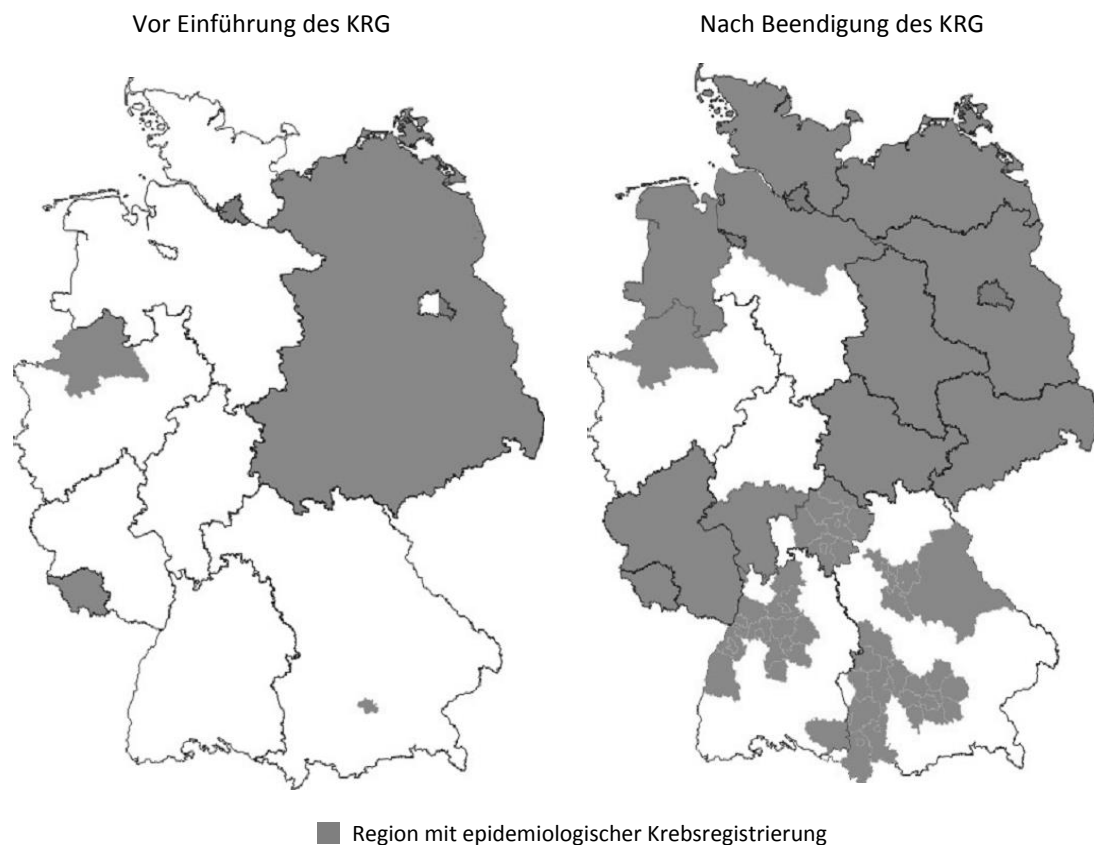 Vor Einführung des KRG
Nach Beendigung des KRG
Region mit epidemiologischer Krebsregistrierung